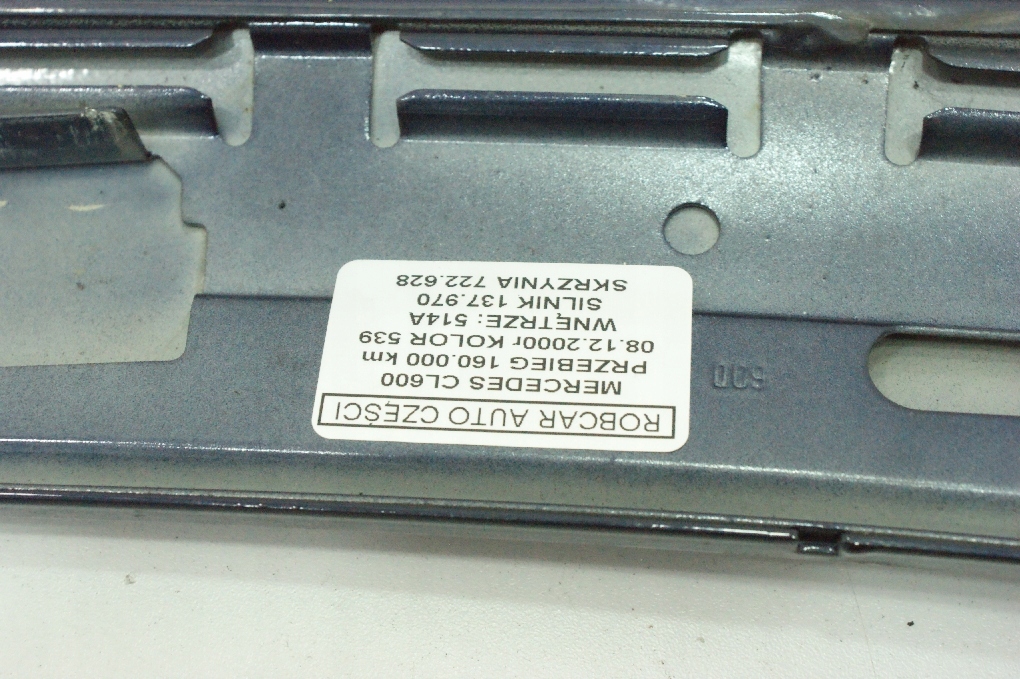 ROBCAR AUTO CZĘŚCI
MERCEDES CL600
PRZEBIEG 160.000 km
08.12.2000r KOLOR 539
WNĘTRZE: 514A
SILNIK 137.970
SKRZYNIA 722.628